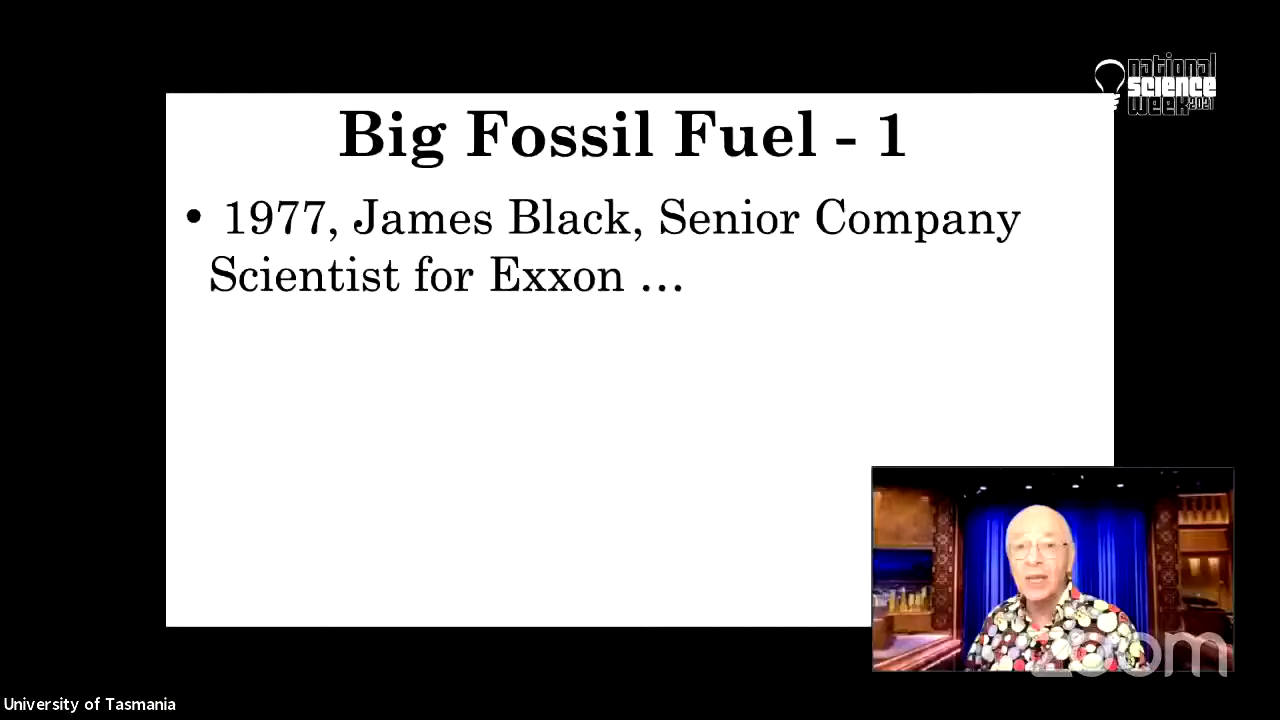 national
science
week 2021
Big Fossil Fuel - 1
• 1977, James Black, Senior Company
Scientist for Exxon …
zoom
University of Tasmania